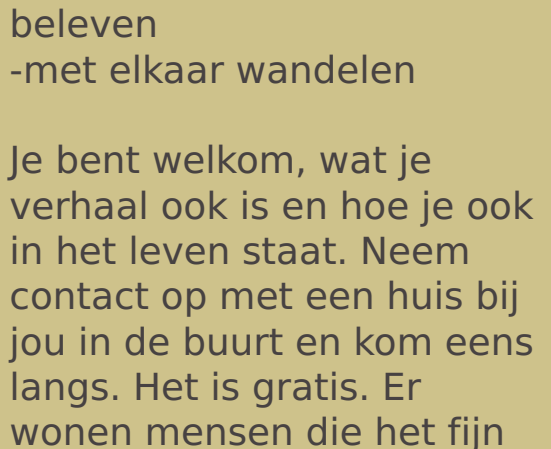 beleven
-met elkaar wandelen
Je bent welkom, wat je
verhaal ook is en hoe je ook
in het leven staat. Neem
contact op met een huis bij
jou in de buurt en kom eens
langs. Het is gratis. Er
wonen mensen die het fijn